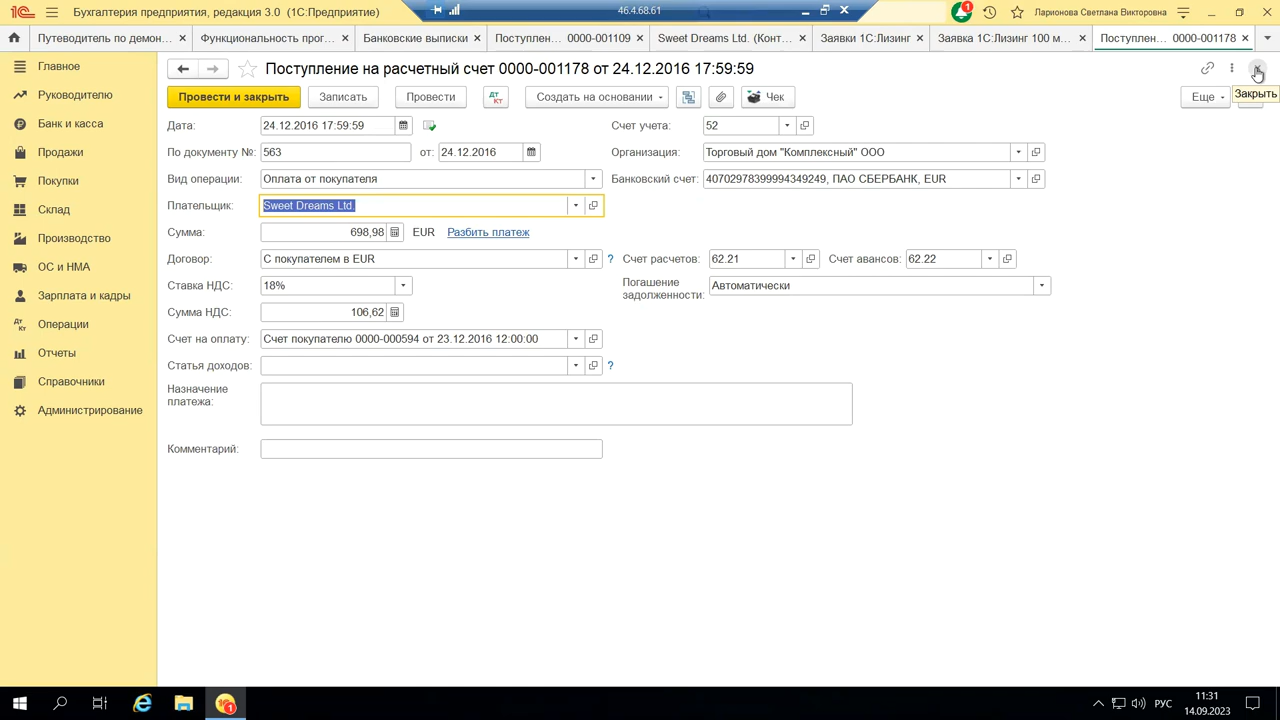 Бухгалтерия предприятия, редакция 3.0 (1С:Предприятие)
46.4.68.61
1
Ларионова Светлана Викторовна
Путеводитель по демон...
Функциональность прог...
Банковские выписки
Поступлен... 0000-001109
Sweet Dreams Ltd. (Конт...
Заявки 1С:Лизинг
Заявка 1С:Лизинг 100 м...
Поступлен... 0000-001178
Главное
Руководителю
Банк и касса
Продажи
Покупки
Склад
Производство
ОС и НМА
Зарплата и кадры
Операции
Отчеты
Справочники
Администрирование
Поступление на расчетный счет 0000-001178 от 24.12.2016 17:59:59
Закрыть
Провести и закрыть
Записать
Провести
Дт Кт
Создать на основании
Чек
Еще
Дата: 24.12.2016 17:59:59
Счет учета: 52
По документу №: 563 от: 24.12.2016
Организация: Торговый дом "Комплексный" ООО
Вид операции: Оплата от покупателя
Банковский счет: 40702978399994349249, ПАО СБЕРБАНК, EUR
Плательщик: Sweet Dreams Ltd.
Сумма: 698,98 EUR Разбить платеж
Договор: С покупателем в EUR ?
Счет расчетов: 62.21 Счет авансов: 62.22
Ставка НДС: 18%
Погашение задолженности: Автоматически
Сумма НДС: 106,62
Счет на оплату: Счет покупателю 0000-000594 от 23.12.2016 12:00:00
Статья доходов: ?
Назначение
платежа:
Комментарий:
1
РУС
11:31
14.09.2023